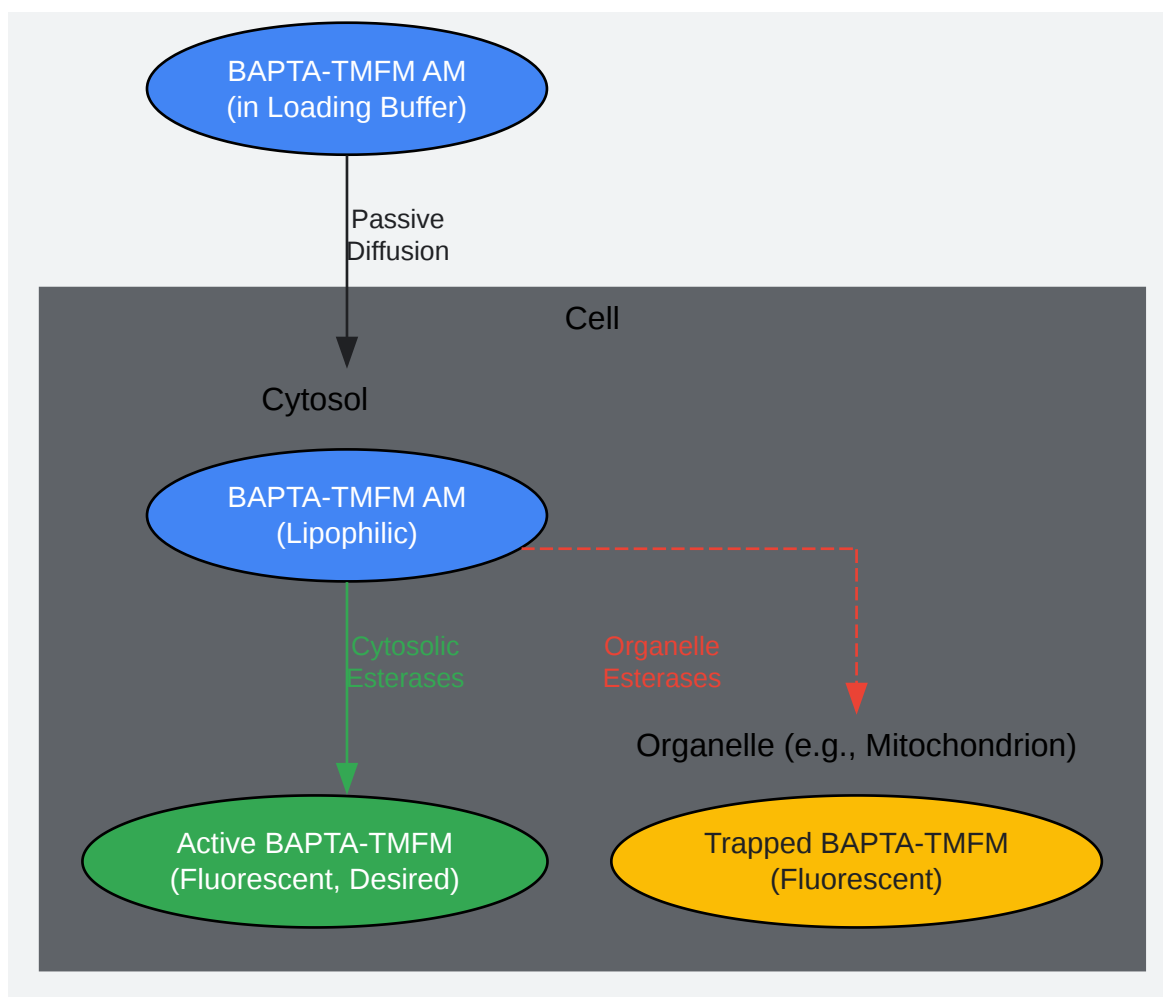 BAPTA-TMFM AM
(in Loading Buffer)
Passive
Diffusion
Cell
Cytosol
BAPTA-TMFM AM
(Lipophilic)
Cytosolic
Esterases
Organelle
Esterases
Organelle (e.g., Mitochondrion)
Active BAPTA-TMFM
(Fluorescent, Desired)
Trapped BAPTA-TMFM
(Fluorescent)